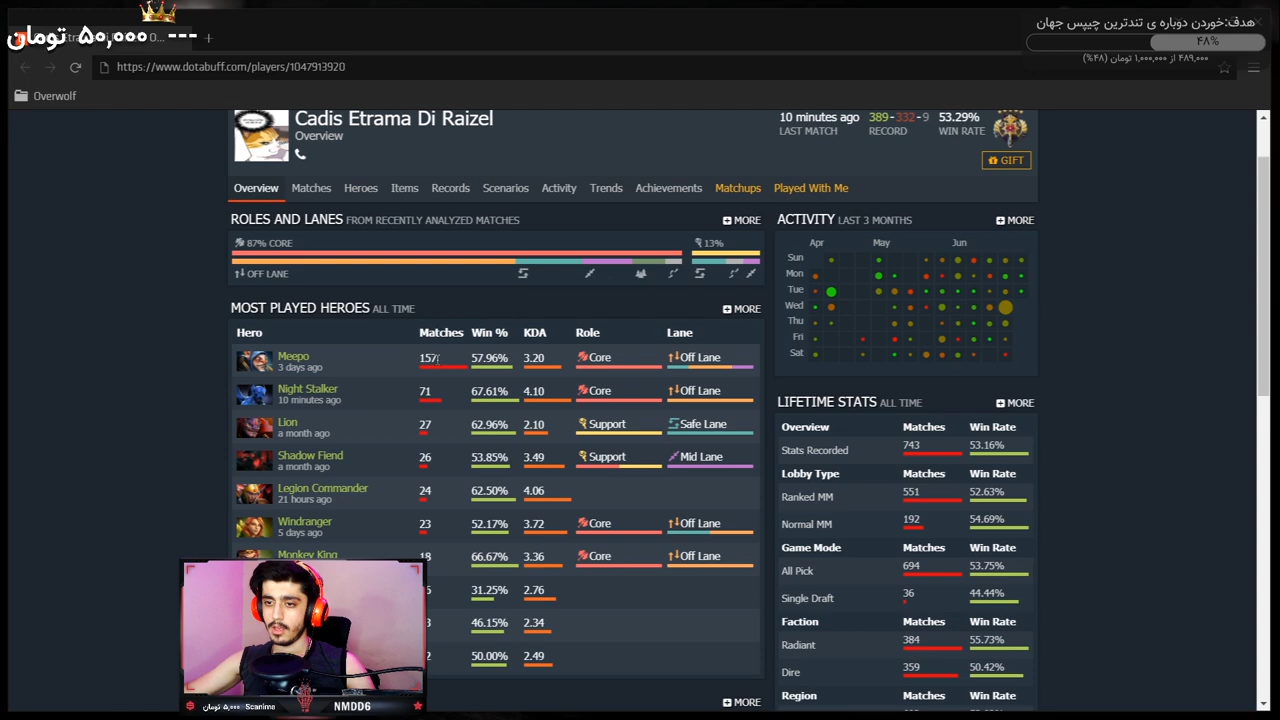 --- ۵۰,۰۰۰ تومان
هدف:خوردن دوباره ی تندترین چیپس جهان
۴۸%
۴۸۹,۰۰۰ از ۱,۰۰۰,۰۰۰ تومان (۴۸%)
https://www.dotabuff.com/players/1047913920
Overwolf
Cadis Etrama Di Raizel
Overview
10 minutes ago
LAST MATCH
389-332-9
RECORD
53.29%
WIN RATE
GIFT
Overview Matches Heroes Items Records Scenarios Activity Trends Achievements Matchups Played With Me
ROLES AND LANES FROM RECENTLY ANALYZED MATCHES
MORE
87% CORE
13%
OFF LANE
MOST PLAYED HEROES ALL TIME
MORE
Hero Matches Win % KDA Role Lane
Meepo 157 57.96% 3.20 Core Off Lane
3 days ago
Night Stalker 71 67.61% 4.10 Core Off Lane
10 minutes ago
Lion 27 62.96% 2.10 Support Safe Lane
a month ago
Shadow Fiend 26 53.85% 3.49 Support Mid Lane
a month ago
Legion Commander 24 62.50% 4.06
21 hours ago
Windranger 23 52.17% 3.72 Core Off Lane
5 days ago
Monkey King 18 66.67% 3.36 Core Off Lane
31.25% 2.76
46.15% 2.34
50.00% 2.49
MORE
ACTIVITY LAST 3 MONTHS
MORE
Apr May Jun
Sun
Mon
Tue
Wed
Thu
Fri
Sat
LIFETIME STATS ALL TIME
MORE
Overview Matches Win Rate
Stats Recorded 743 53.16%
Lobby Type Matches Win Rate
Ranked MM 551 52.63%
Normal MM 192 54.69%
Game Mode Matches Win Rate
All Pick 694 53.75%
Single Draft 36 44.44%
Faction Matches Win Rate
Radiant 384 55.73%
Dire 359 50.42%
Region Matches Win Rate
۵,۰۰۰ تومان Scanima
NMDD6